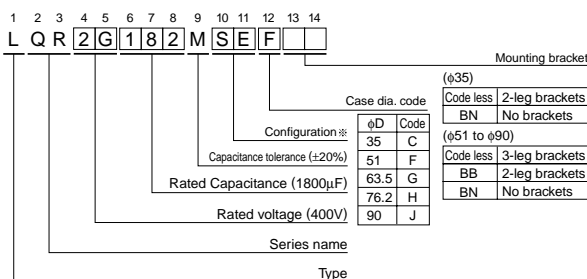 1 2 3 4 5 6 7 8 9 10 11 12 13 14
L Q R 2 G 1 8 2 M S E F
Mounting bracket
(ϕ35)
Code less 2-leg brackets
BN No brackets
(ϕ51 to ϕ90)
Code less 3-leg brackets
BB 2-leg brackets
BN No brackets
Case dia. code
ϕD Code
35 C
51 F
63.5 G
76.2 H
90 J
Configuration※
Capacitance tolerance (±20%)
Rated Capacitance (1800µF)
Rated voltage (400V)
Series name
Type